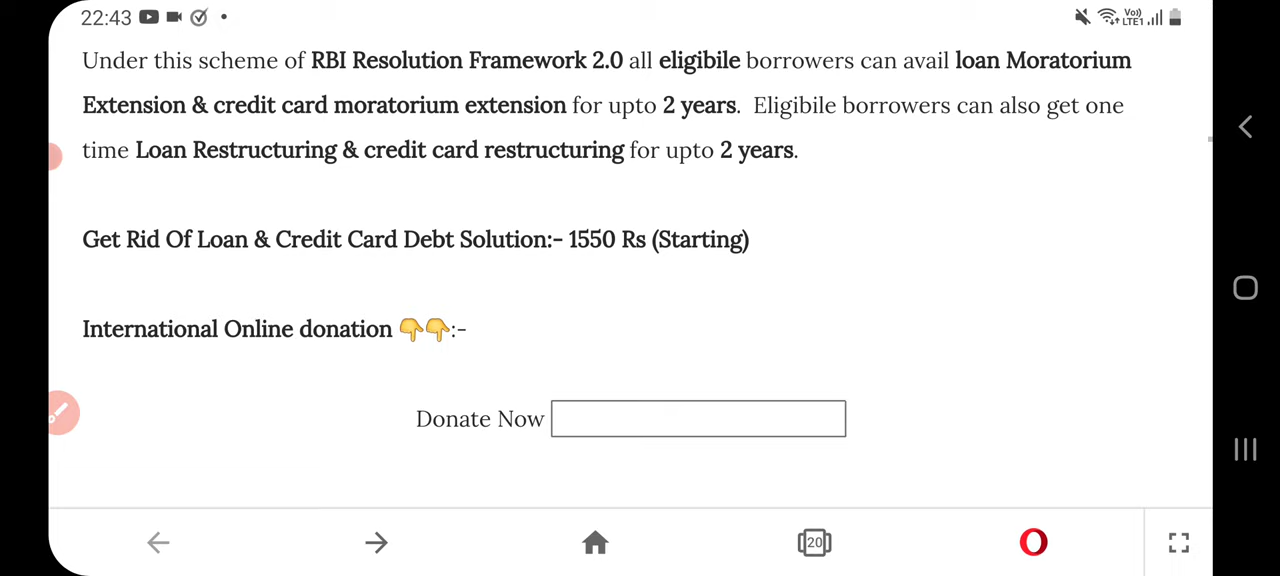 22:43
Vo))
LTE1
Under this scheme of RBI Resolution Framework 2.0 all eligibile borrowers can avail loan Moratorium
Extension & credit card moratorium extension for upto 2 years. Eligibile borrowers can also get one
time Loan Restructuring & credit card restructuring for upto 2 years.
Get Rid Of Loan & Credit Card Debt Solution:- 1550 Rs (Starting)
International Online donation 👇👇:-
Donate Now
20